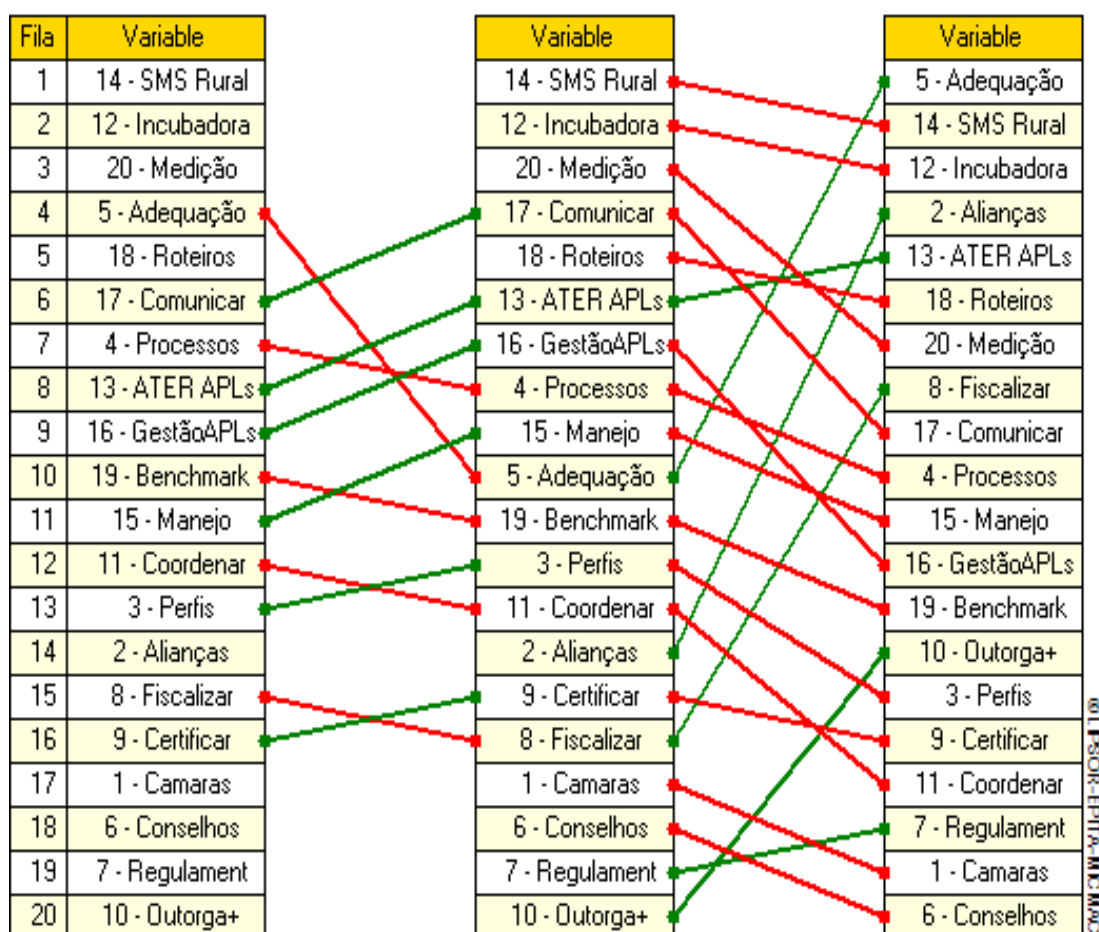 Fila Variable Variable Variable
1 14 - SMS Rural 14 - SMS Rural 5 - Adequação
2 12 - Incubadora 12 - Incubadora 14 - SMS Rural
3 20 - Medição 20 - Medição 12 - Incubadora
4 5 - Adequação 17 - Comunicar 2 - Alianças
5 18 - Roteiros 18 - Roteiros 13 - ATER APLs
6 17 - Comunicar 13 - ATER APLs 18 - Roteiros
7 4 - Processos 16 - GestãoAPLs 20 - Medição
8 13 - ATER APLs 4 - Processos 8 - Fiscalizar
9 16 - GestãoAPLs 15 - Manejo 17 - Comunicar
10 19 - Benchmark 5 - Adequação 4 - Processos
11 15 - Manejo 19 - Benchmark 15 - Manejo
12 11 - Coordenar 3 - Perfis 16 - GestãoAPLs
13 3 - Perfis 11 - Coordenar 19 - Benchmark
14 2 - Alianças 2 - Alianças 10 - Outorga+
15 8 - Fiscalizar 9 - Certificar 3 - Perfis
16 9 - Certificar 8 - Fiscalizar 9 - Certificar
17 1 - Camaras 1 - Camaras 11 - Coordenar
18 6 - Conselhos 6 - Conselhos 7 - Regulament
19 7 - Regulament 7 - Regulament 1 - Camaras
20 10 - Outorga+ 10 - Outorga+ 6 - Conselhos
© LIPSOR-EPITA-MICMAC